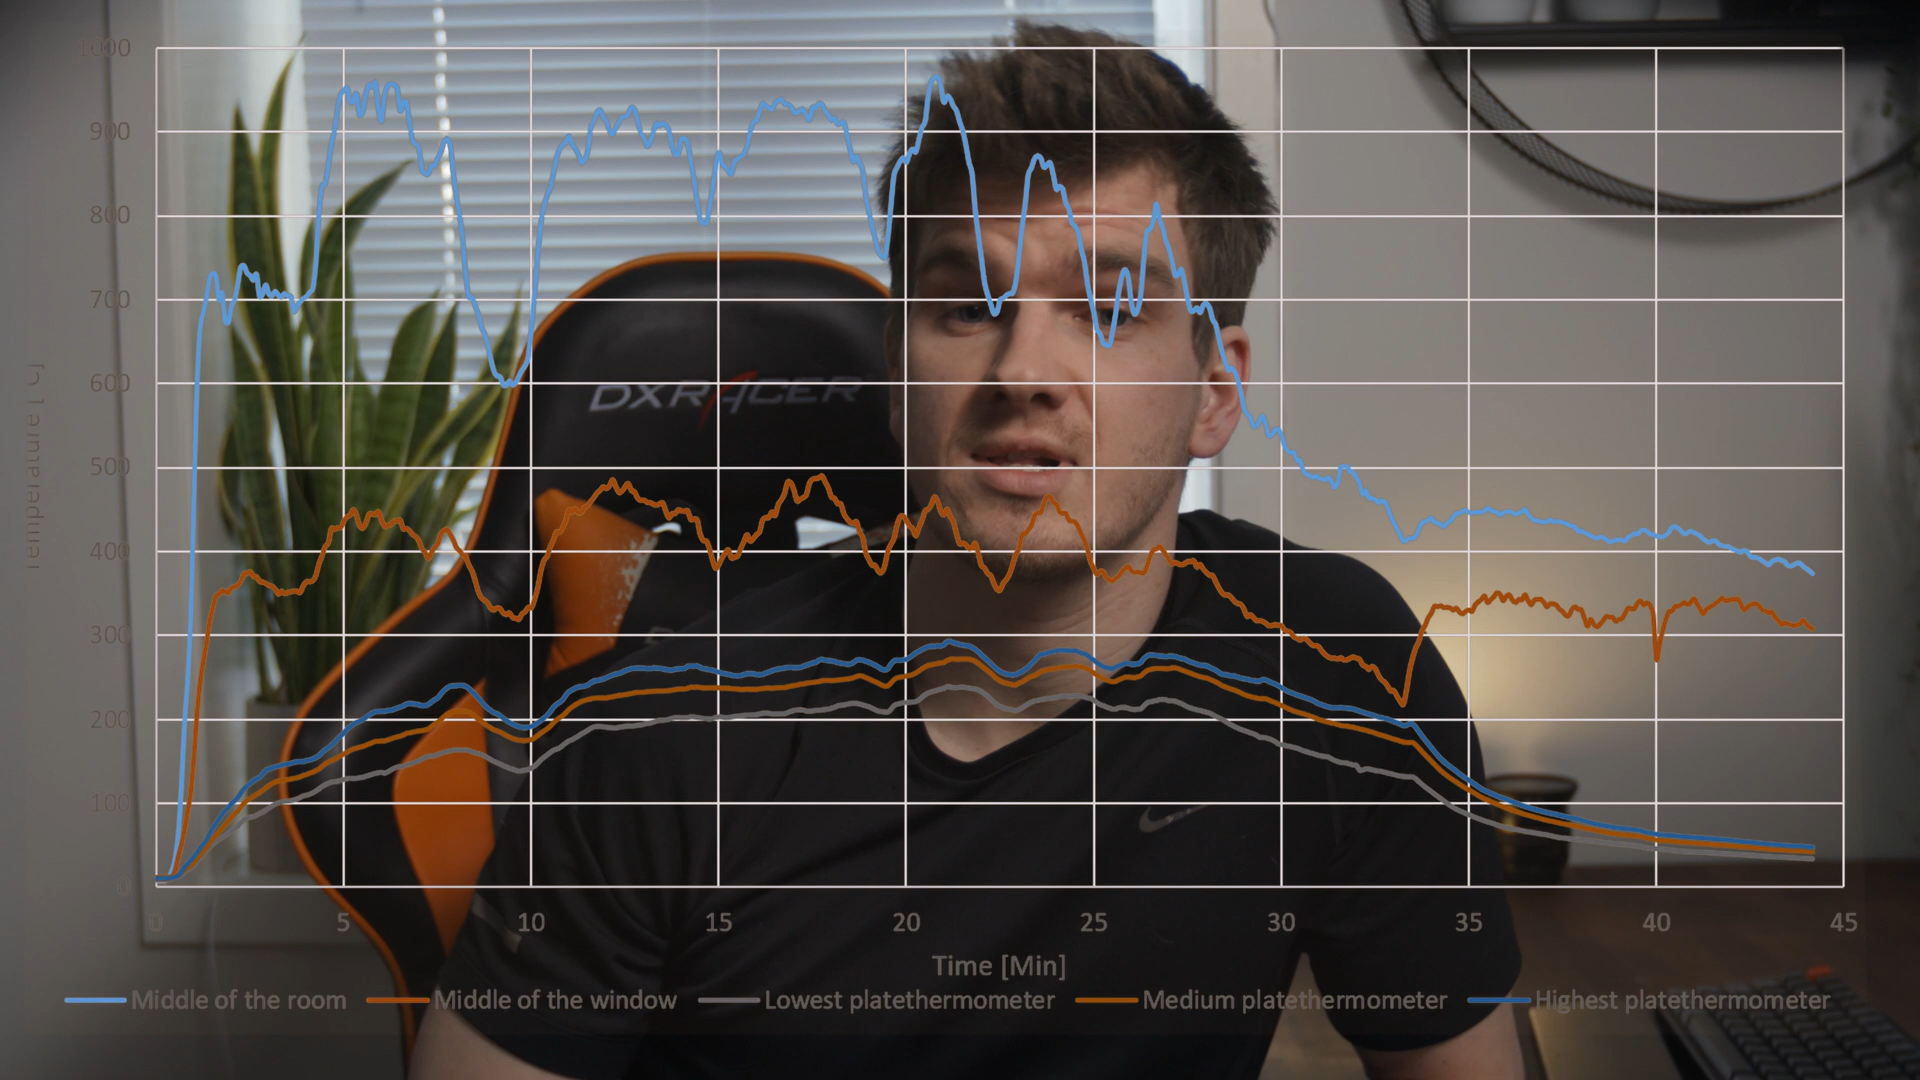 1000
900
800
700
600
500
400
300
200
100
0
Temperature [°C]
DXRACER
0 5 10 15 20 25 30 35 40 45
Time [Min]
Middle of the room Middle of the window Lowest platethermometer Medium platethermometer Highest platethermometer